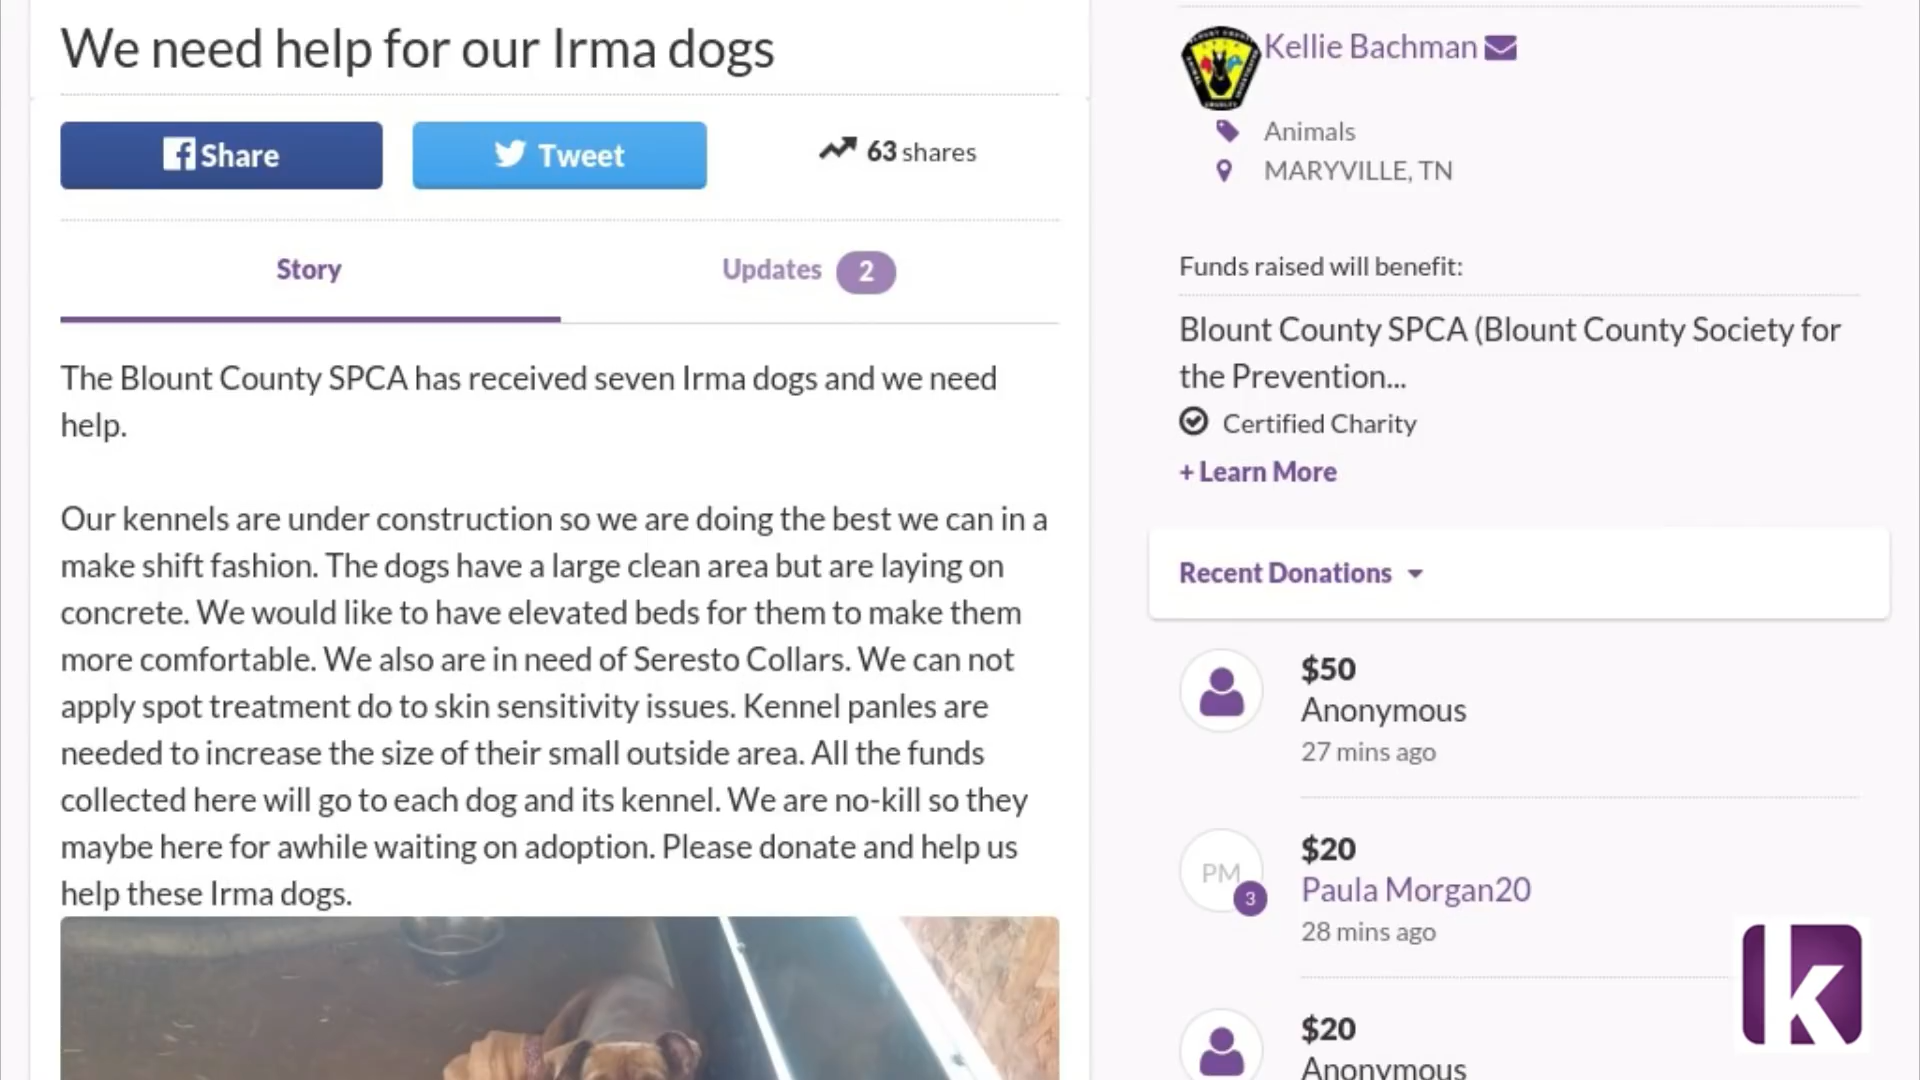 We need help for our Irma dogs
Share
Tweet
63 shares
Story
Updates 2
The Blount County SPCA has received seven Irma dogs and we need
help.
Our kennels are under construction so we are doing the best we can in a
make shift fashion. The dogs have a large clean area but are laying on
concrete. We would like to have elevated beds for them to make them
more comfortable. We also are in need of Seresto Collars. We can not
apply spot treatment do to skin sensitivity issues. Kennel panles are
needed to increase the size of their small outside area. All the funds
collected here will go to each dog and its kennel. We are no-kill so they
maybe here for awhile waiting on adoption. Please donate and help us
help these Irma dogs.
Kellie Bachman
Animals
MARYVILLE, TN
Funds raised will benefit:
Blount County SPCA (Blount County Society for
the Prevention...
Certified Charity
+ Learn More
Recent Donations
$50
Anonymous
27 mins ago
PM
3
$20
Paula Morgan20
28 mins ago
$20
Anonymous
k